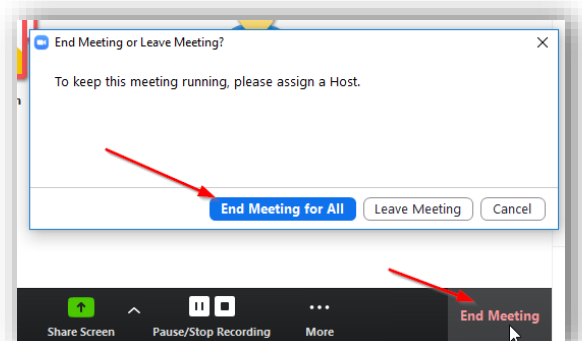 End Meeting or Leave Meeting?
To keep this meeting running, please assign a Host.
End Meeting for All
Leave Meeting
Cancel
Share Screen
Pause/Stop Recording
More
End Meeting